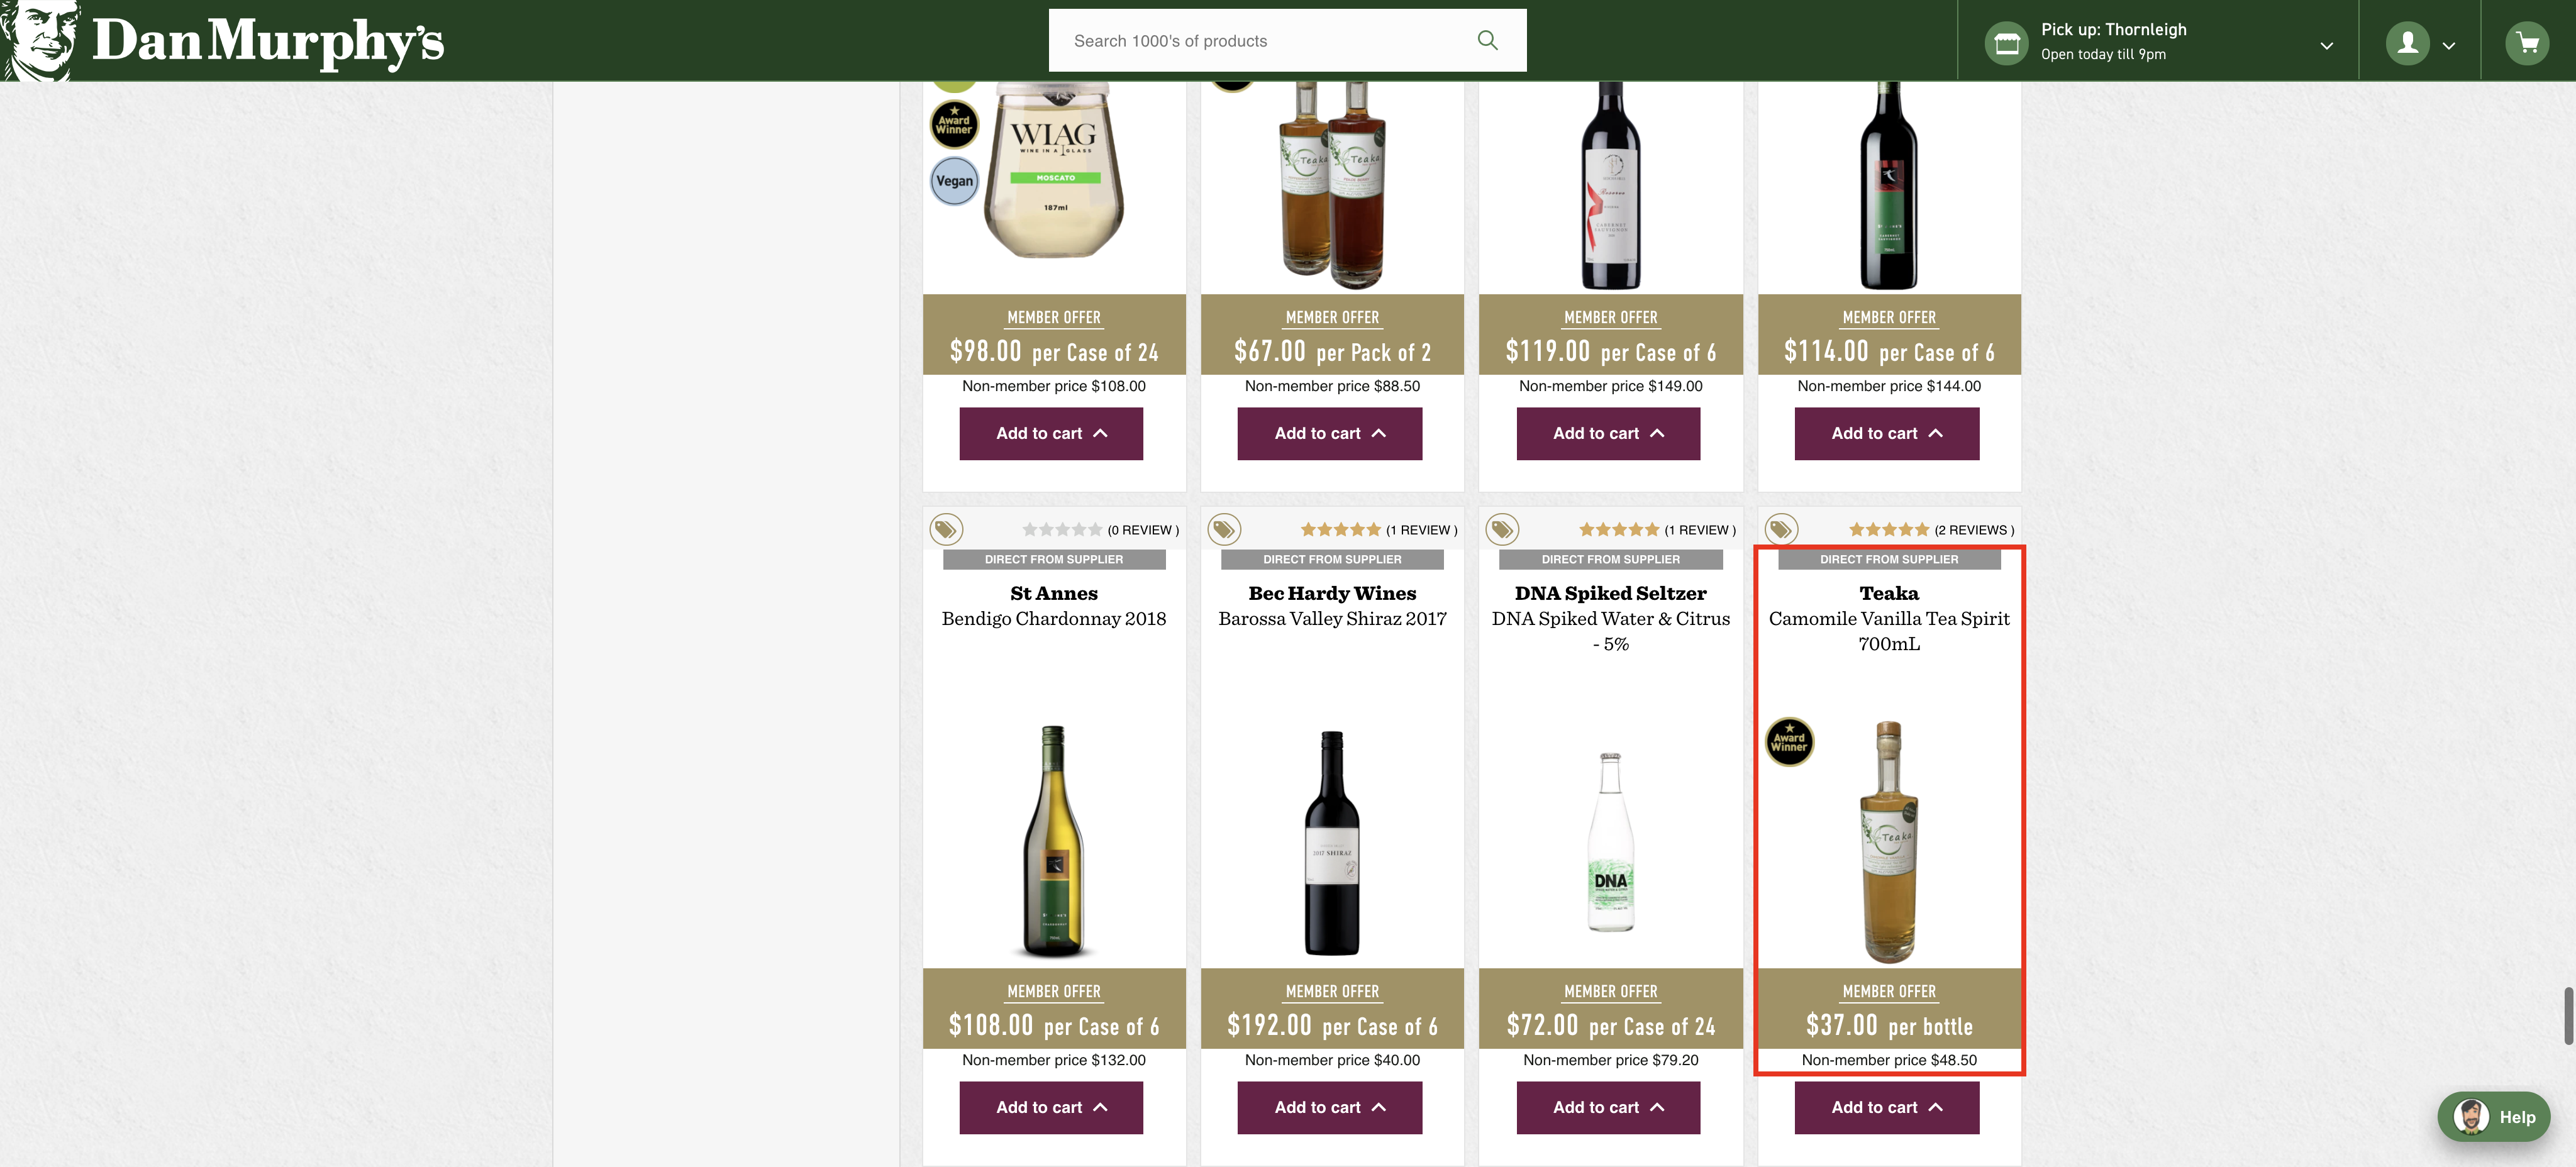 Dan Murphy's
Search 1000's of products
Pick up: Thornleigh
Open today till 9pm
Award Winner
Vegan
WIAG
WINE IN A GLASS
MOSCATO
187ml
Teaka
Teaka
CABERNET SAUVIGNON
MEMBER OFFER
$98.00 per Case of 24
Non-member price $108.00
Add to cart
MEMBER OFFER
$67.00 per Pack of 2
Non-member price $88.50
Add to cart
MEMBER OFFER
$119.00 per Case of 6
Non-member price $149.00
Add to cart
MEMBER OFFER
$114.00 per Case of 6
Non-member price $144.00
Add to cart
(0 REVIEW )
DIRECT FROM SUPPLIER
St Annes
Bendigo Chardonnay 2018
MEMBER OFFER
$108.00 per Case of 6
Non-member price $132.00
Add to cart
(1 REVIEW )
DIRECT FROM SUPPLIER
Bec Hardy Wines
Barossa Valley Shiraz 2017
2017 SHIRAZ
MEMBER OFFER
$192.00 per Case of 6
Non-member price $40.00
Add to cart
(1 REVIEW )
DIRECT FROM SUPPLIER
DNA Spiked Seltzer
DNA Spiked Water & Citrus
- 5%
DNA
MEMBER OFFER
$72.00 per Case of 24
Non-member price $79.20
Add to cart
(2 REVIEWS )
DIRECT FROM SUPPLIER
Teaka
Camomile Vanilla Tea Spirit
700mL
Award Winner
Teaka
MEMBER OFFER
$37.00 per bottle
Non-member price $48.50
Add to cart
Help